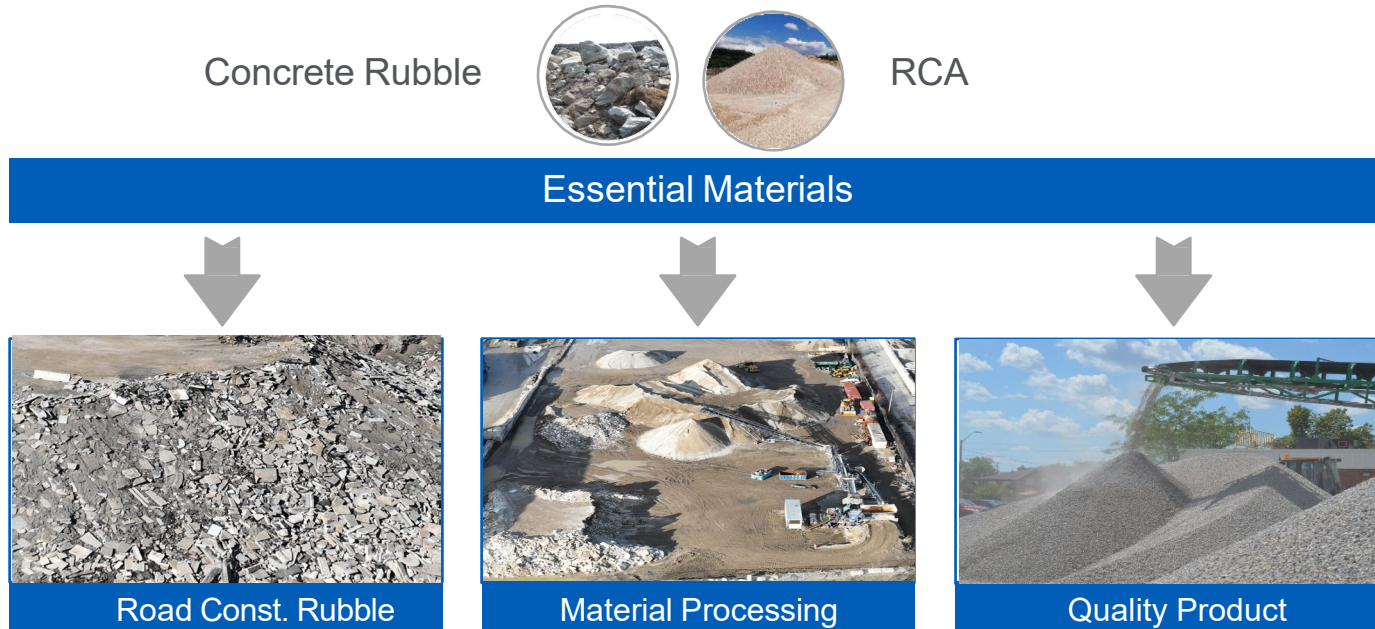 Concrete Rubble
RCA
Essential Materials
Road Const. Rubble
Material Processing
Quality Product